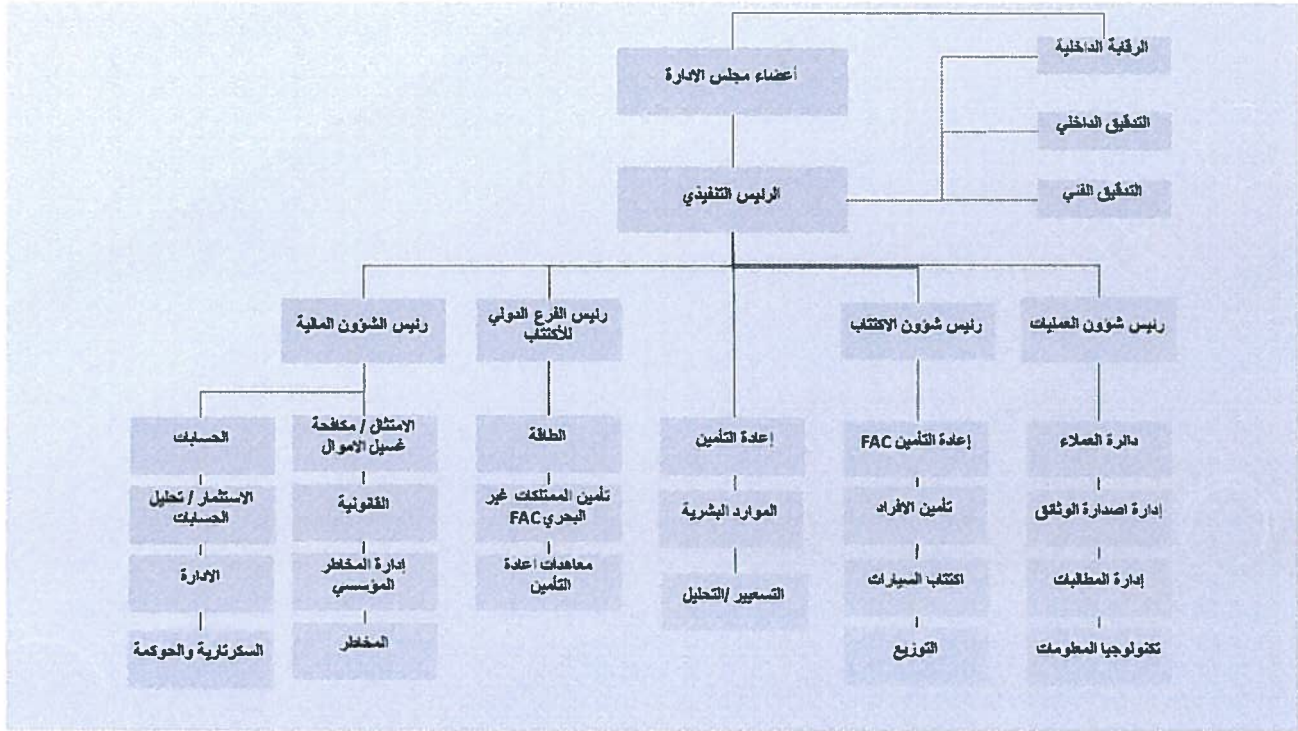 أعضاء مجلس الادارة
الرقابة الداخلية
التدقيق الداخلي
التدقيق الفني
الرئيس التنفيذي
رئيس شؤون العمليات
رئيس شؤون الاكتتاب
رئيس الفرع الدولي
للأكتتاب
رئيس الشؤون المالية
دائرة العملاء
إدارة اصدارة الوثائق
إدارة المطالبات
تكنولوجيا المعلومات
إعادة التأمين FAC
تأمين الافراد
اكتتاب السيارات
التوزيع
إعادة التأمين
الموارد البشرية
التسعيير /التحليل
الطاقة
تأمين الممتلكات غير
البحري FAC
معاهدات اعادة
التأمين
الامتثال / مكافحة
غسيل الاموال
القانونية
إدارة المخاطر
المؤسسي
المخاطر
الحسابات
الاستثمار / تحليل
الحسابات
الادارة
السكرتارية والحوكمة